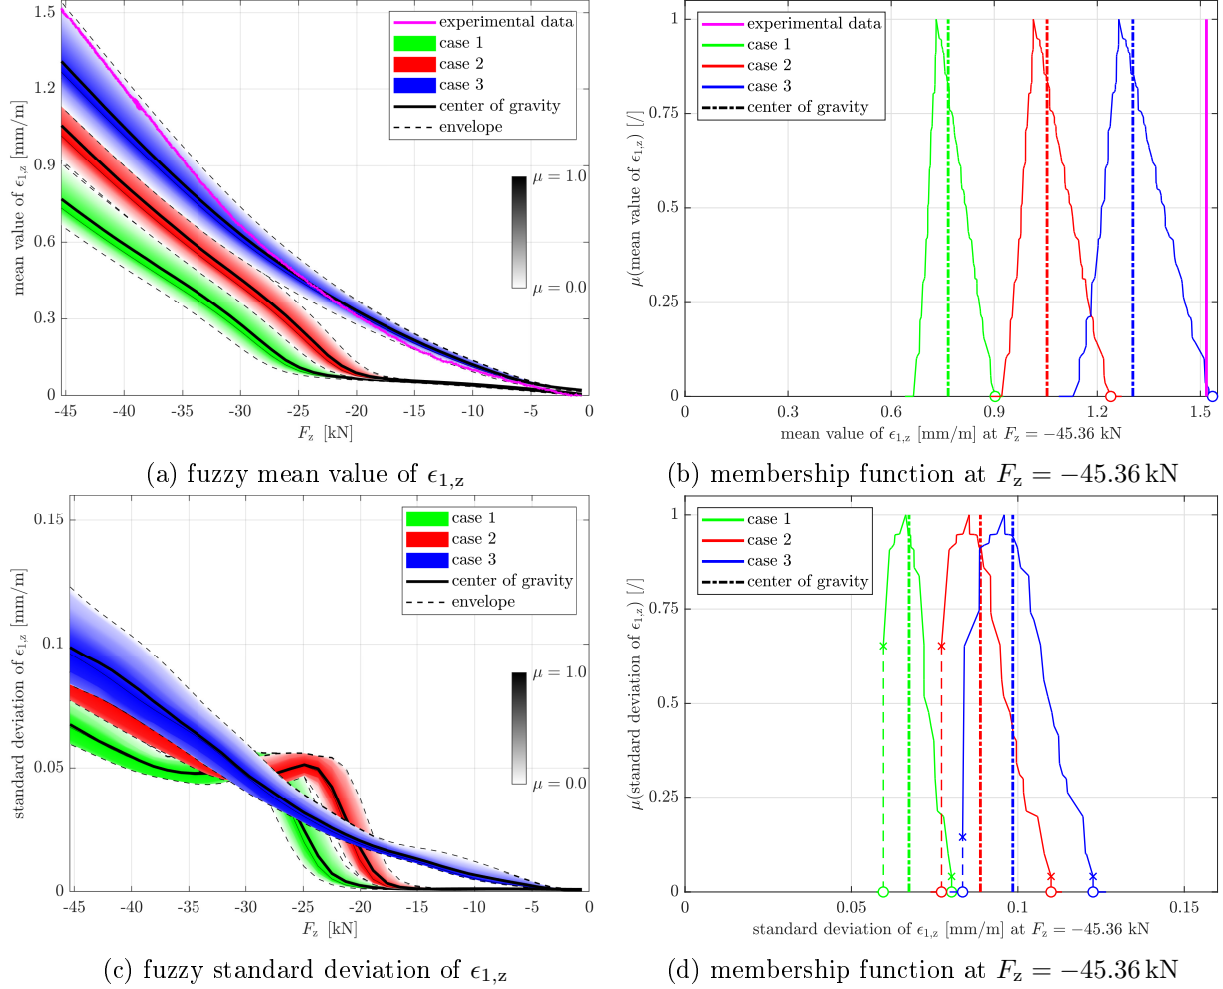 1.5
1.2
0.9
0.6
0.3
0
mean value of ϵ1,z [mm/m]
-45 -40 -35 -30 -25 -20 -15 -10 -5 0
Fz [kN]
experimental data
case 1
case 2
case 3
center of gravity
envelope
μ = 1.0
μ = 0.0
(a) fuzzy mean value of ϵ1,z
1
0.75
0.5
0.25
0
μ(mean value of ϵ1,z) [/]
0 0.3 0.6 0.9 1.2 1.5
mean value of ϵ1,z [mm/m] at Fz = −45.36 kN
experimental data
case 1
case 2
case 3
center of gravity
(b) membership function at Fz = −45.36 kN
0.15
0.1
0.05
0
standard deviation of ϵ1,z [mm/m]
-45 -40 -35 -30 -25 -20 -15 -10 -5 0
Fz [kN]
case 1
case 2
case 3
center of gravity
envelope
μ = 1.0
μ = 0.0
(c) fuzzy standard deviation of ϵ1,z
1
0.75
0.5
0.25
0
μ(standard deviation of ϵ1,z) [/]
0 0.05 0.1 0.15
standard deviation of ϵ1,z [mm/m] at Fz = −45.36 kN
case 1
case 2
case 3
center of gravity
(d) membership function at Fz = −45.36 kN